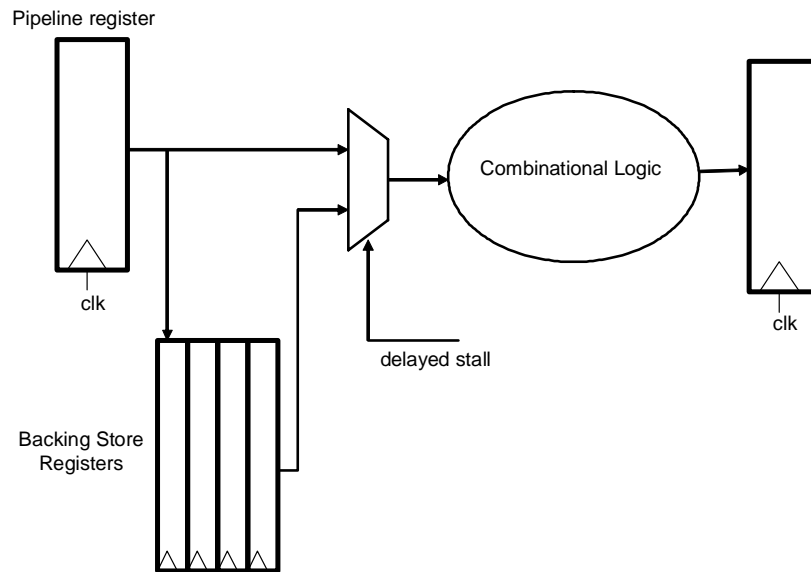 Pipeline register
Combinational Logic
clk
clk
delayed stall
Backing Store
Registers